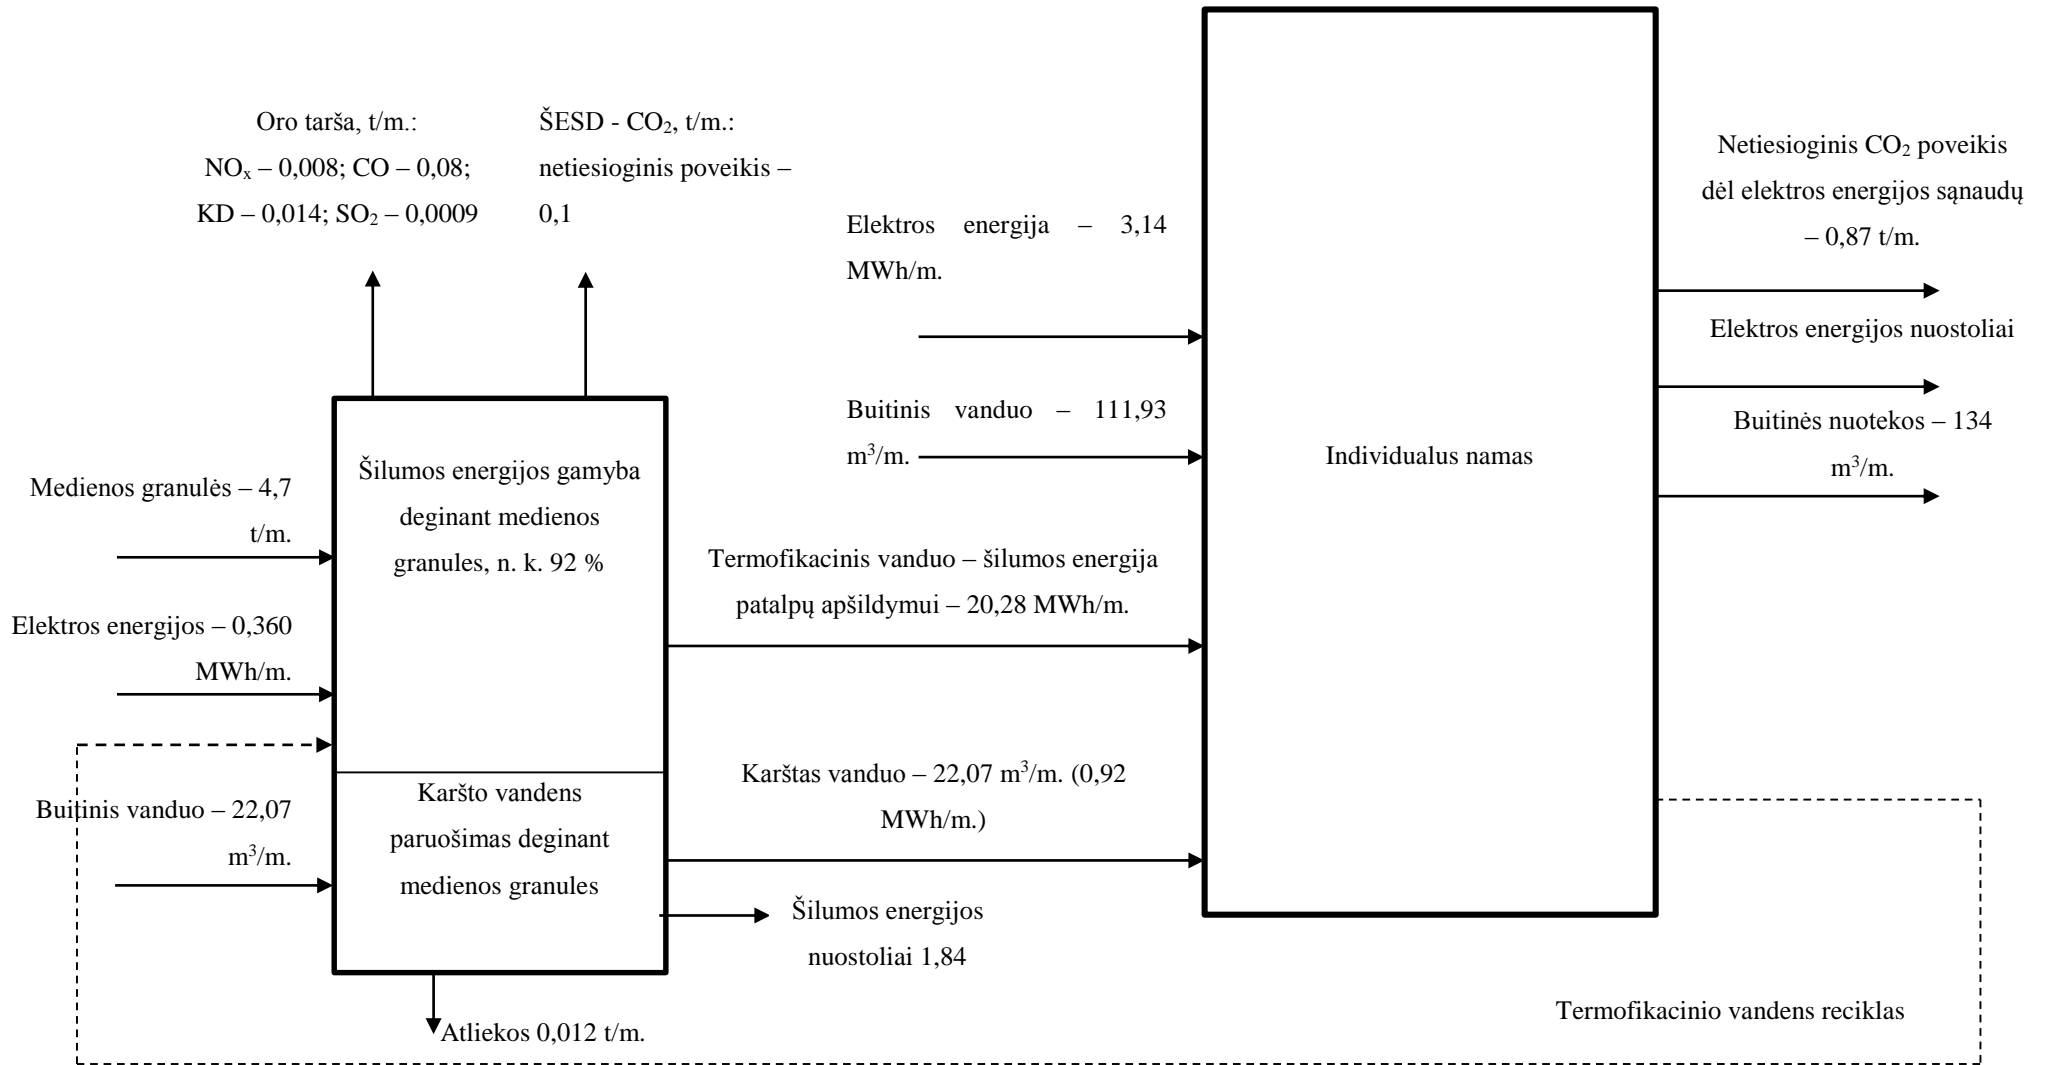 Oro tarša, t/m.:
NOₓ – 0,008; CO – 0,08;
KD – 0,014; SO₂ – 0,0009
ŠESD - CO₂, t/m.:
netiesioginis poveikis –
0,1
Elektros energija – 3,14
MWh/m.
Buitinis vanduo – 111,93
m³/m.
Netiesioginis CO₂ poveikis
dėl elektros energijos sąnaudų
– 0,87 t/m.
Elektros energijos nuostoliai
Buitinės nuotekos – 134
m³/m.
Individualus namas
Medienos granulės – 4,7
t/m.
Elektros energijos – 0,360
MWh/m.
Buitinis vanduo – 22,07
m³/m.
Šilumos energijos gamyba
deginant medienos
granules, n. k. 92 %
Karšto vandens
paruošimas deginant
medienos granules
Termofikacinis vanduo – šilumos energija
patalpų apšildymui – 20,28 MWh/m.
Karštas vanduo – 22,07 m³/m. (0,92
MWh/m.)
Šilumos energijos
nuostoliai 1,84
Atliekos 0,012 t/m.
Termofikacinio vandens reciklas